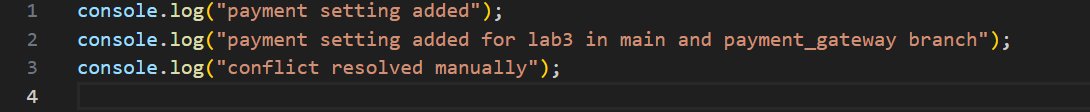 1 console.log("payment setting added");
2 console.log("payment setting added for lab3 in main and payment_gateway branch");
3 console.log("conflict resolved manually");
4